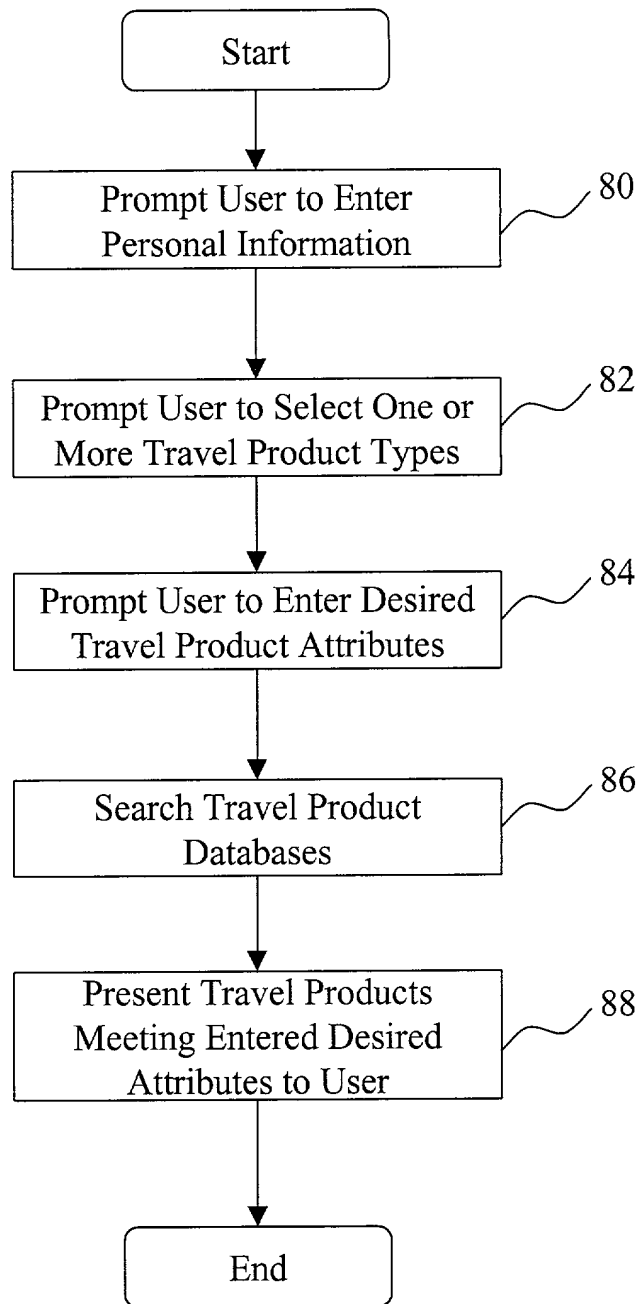 Start
Prompt User to Enter
Personal Information
80
Prompt User to Select One or
More Travel Product Types
82
Prompt User to Enter Desired
Travel Product Attributes
84
Search Travel Product
Databases
86
Present Travel Products
Meeting Entered Desired
Attributes to User
88
End